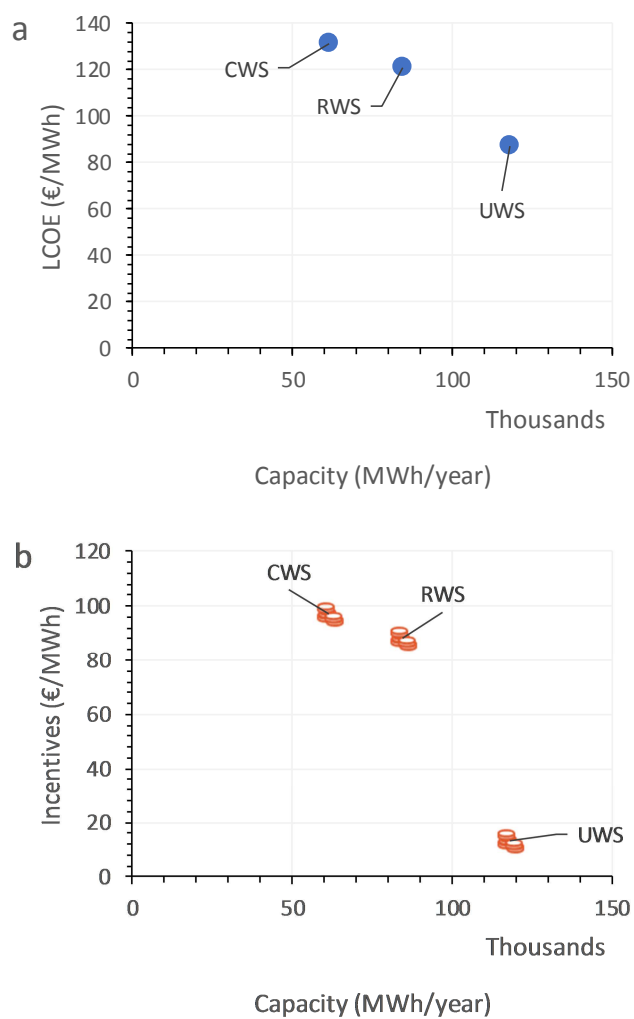 a
LCOE (€/MWh)
140
120
100
80
60
40
20
0
CWS
RWS
UWS
0 50 100 150
Thousands
Capacity (MWh/year)
b
Incentives (€/MWh)
120
100
80
60
40
20
0
CWS
RWS
UWS
0 50 100 150
Thousands
Capacity (MWh/year)